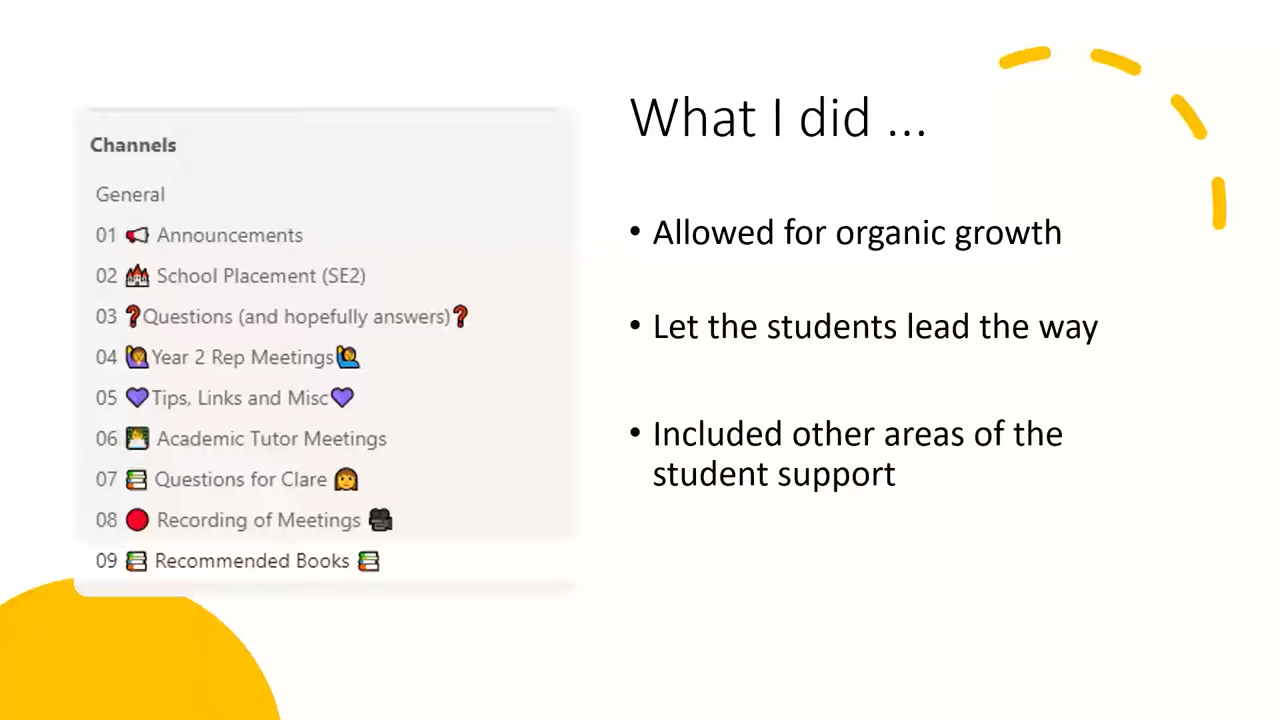 Channels
General
01 📢 Announcements
02 🏘️ School Placement (SE2)
03 ❓Questions (and hopefully answers)❓
04 🙋‍♀️Year 2 Rep Meetings🙋‍♀️
05 💜Tips, Links and Misc💜
06 👩‍🏫 Academic Tutor Meetings
07 📚 Questions for Clare 👩
08 🔴 Recording of Meetings 🎥
09 📚 Recommended Books 📚
What I did ...
• Allowed for organic growth
• Let the students lead the way
• Included other areas of the
student support